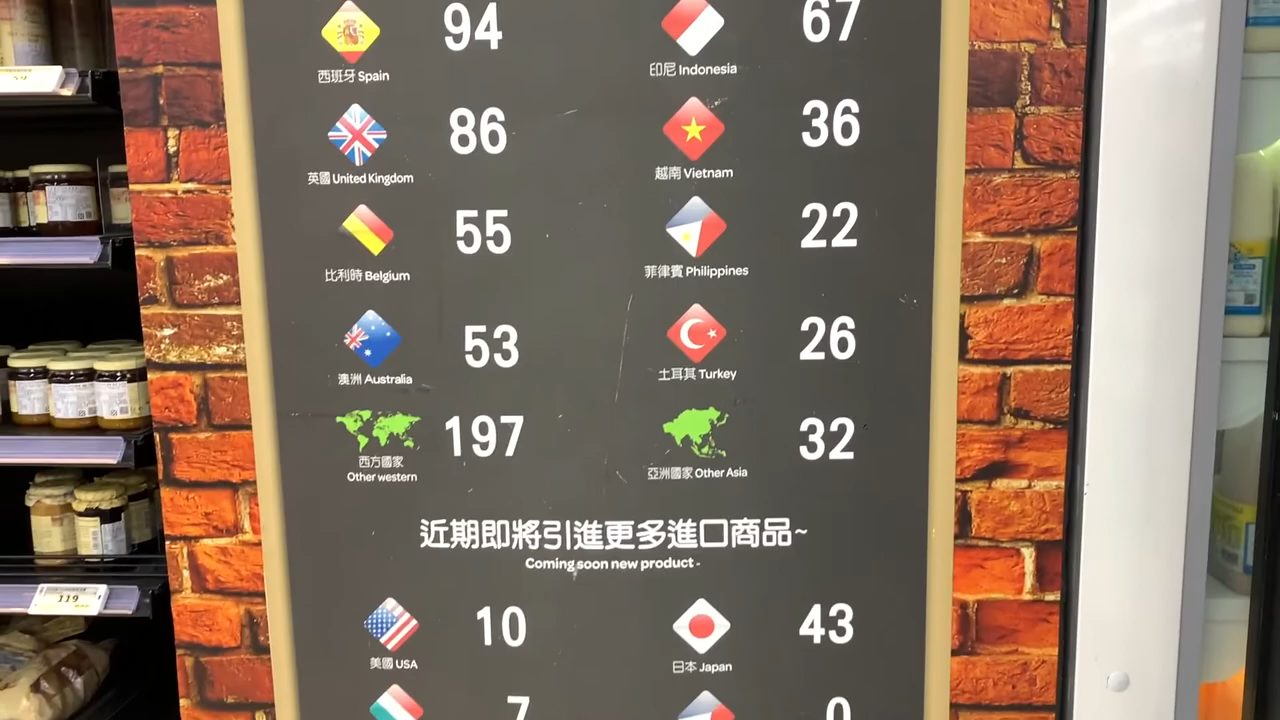 94
67
西班牙 Spain
印尼 Indonesia
86
36
英國 United Kingdom
越南 Vietnam
55
22
比利時 Belgium
菲律賓 Philippines
53
26
澳洲 Australia
土耳其 Turkey
197
32
西方國家
Other western
亞洲國家 Other Asia
近期即將引進更多進口商品~
Coming soon new product -
10
43
美國 USA
日本 Japan
7
0
119